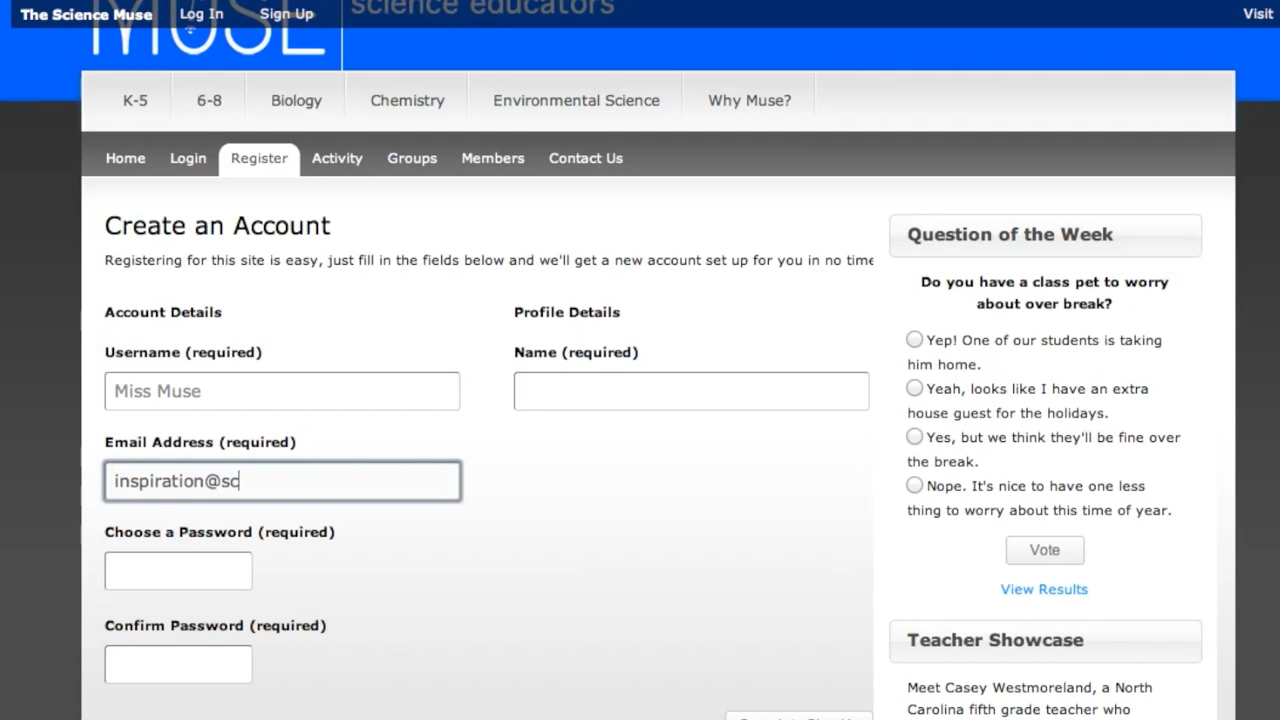 The Science Muse Log In Sign Up Visit
science educators
MUSE
K-5 6-8 Biology Chemistry Environmental Science Why Muse?
Home Login Register Activity Groups Members Contact Us
Create an Account
Registering for this site is easy, just fill in the fields below and we'll get a new account set up for you in no time
Account Details
Profile Details
Username (required)
Name (required)
Miss Muse
Email Address (required)
inspiration@sc
Choose a Password (required)
Confirm Password (required)
Question of the Week
Do you have a class pet to worry
about over break?
Yep! One of our students is taking
him home.
Yeah, looks like I have an extra
house guest for the holidays.
Yes, but we think they'll be fine over
the break.
Nope. It's nice to have one less
thing to worry about this time of year.
Vote
View Results
Teacher Showcase
Meet Casey Westmoreland, a North
Carolina fifth grade teacher who